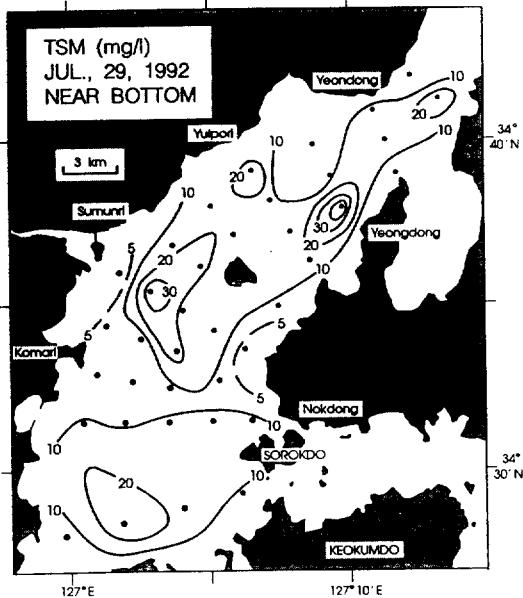 TSM (mg/l)
JUL., 29, 1992
NEAR BOTTOM
Yeondong
10
20
10
34°
40'N
Yulpori
10
20
3 km
10
30
20
Yeongdong
Sumunri
5
20
10
30
5
5
Komari
5
Nokdong
10
10
SOROKDO
34°
30'N
20
10
10
KEOKUMDO
127°E
127°10'E